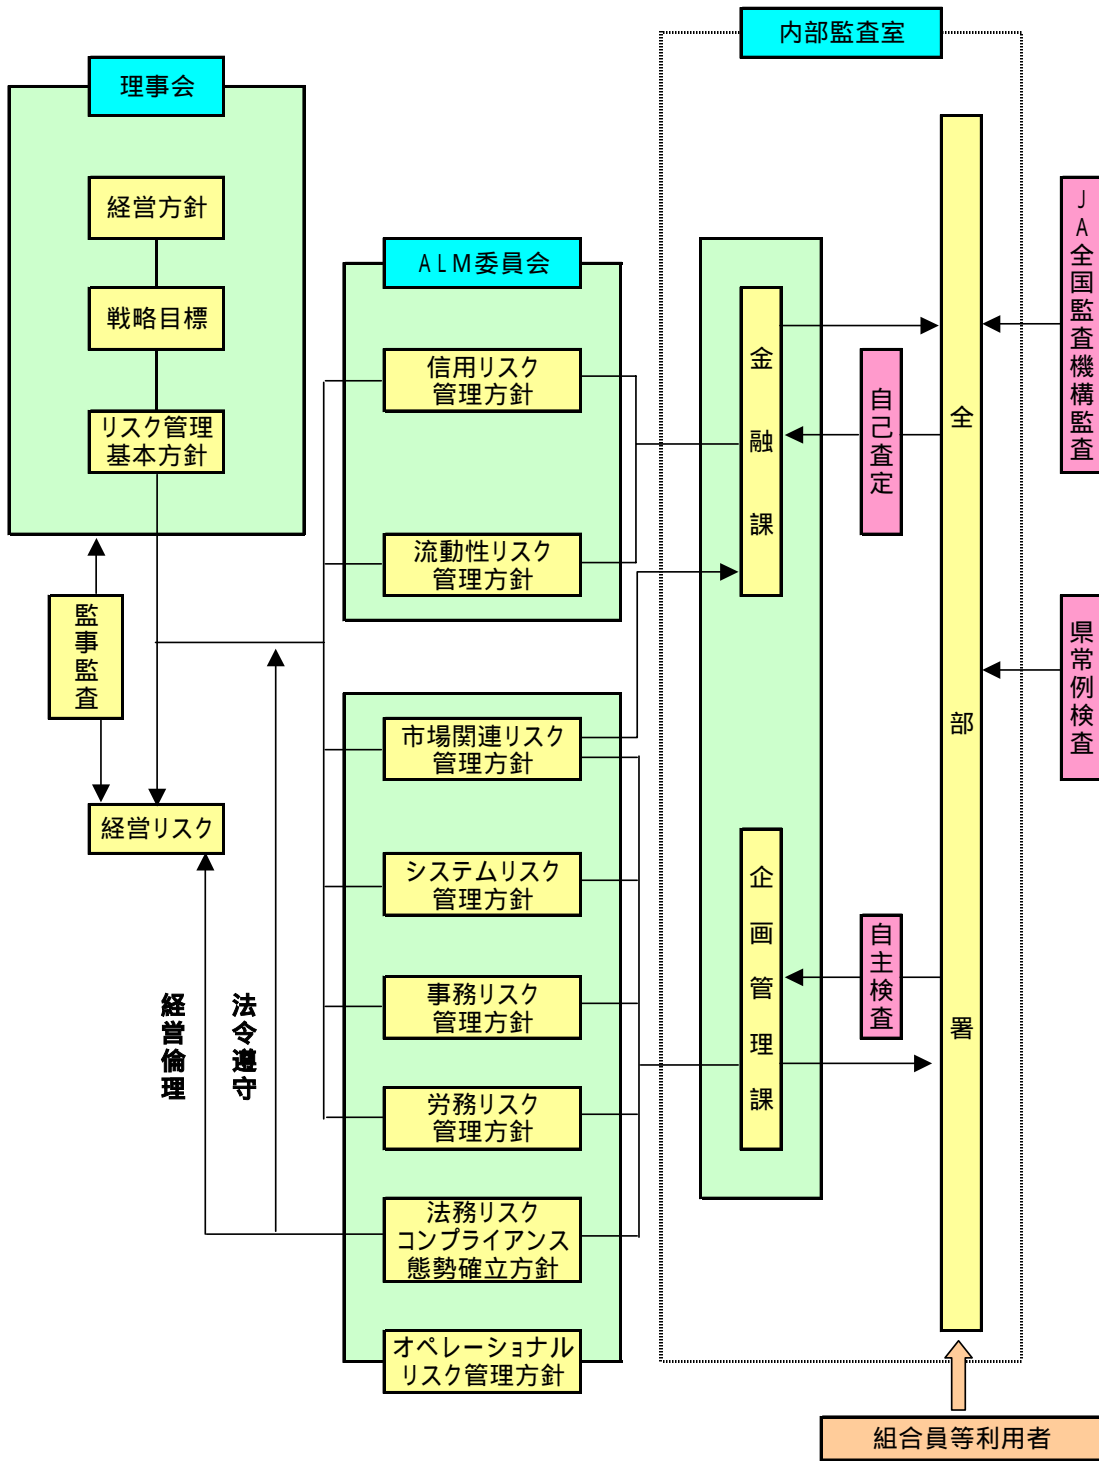 内部監査室
理事会
経営方針
戦略目標
リスク管理
基本方針
監事監査
経営リスク
経営倫理
法令遵守
ALM委員会
信用リスク
管理方針
流動性リスク
管理方針
市場関連リスク
管理方針
システムリスク
管理方針
事務リスク
管理方針
労務リスク
管理方針
法務リスク
コンプライアンス
態勢確立方針
オペレーショナル
リスク管理方針
金融課
企画管理課
自己査定
自主検査
全部署
JA全国監査機構監査
県常例検査
組合員等利用者